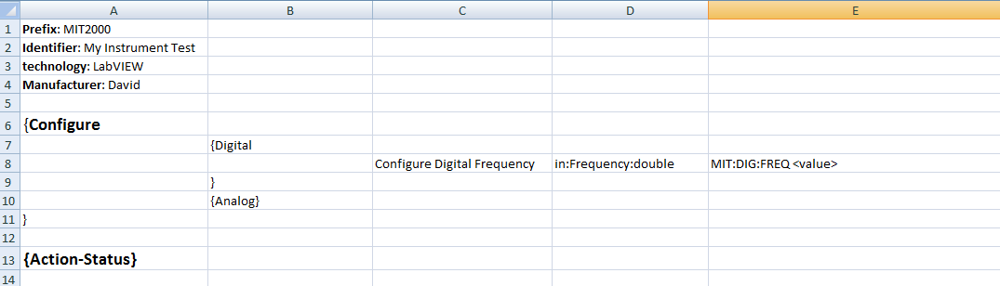 A B C D E
1 Prefix: MIT2000
2 Identifier: My Instrument Test
3 technology: LabVIEW
4 Manufacturer: David
5
6 {Configure
7 {Digital
8 Configure Digital Frequency in:Frequency:double MIT:DIG:FREQ <value>
9 }
10 {Analog}
11 }
12
13 {Action-Status}
14